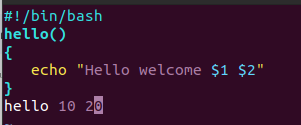 #!/bin/bash
hello()
{
   echo "Hello welcome $1 $2"
}
hello 10 20